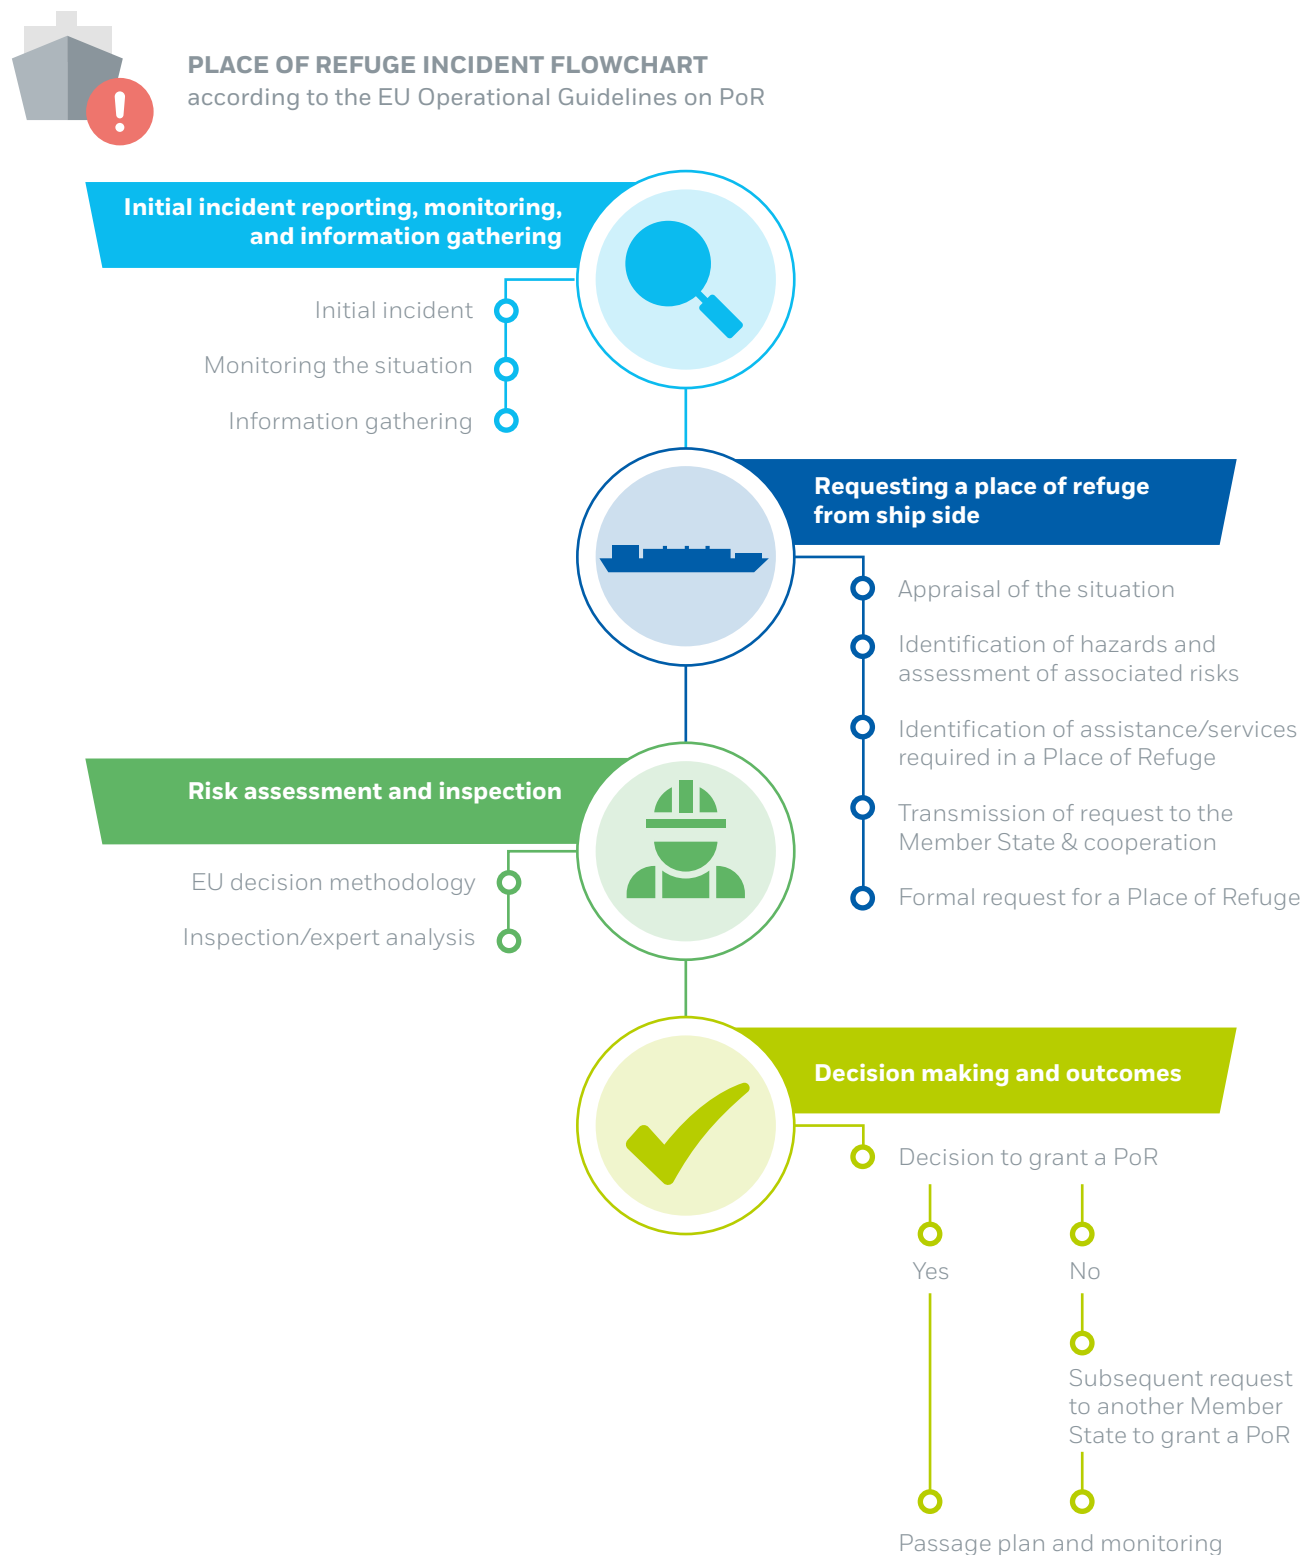 PLACE OF REFUGE INCIDENT FLOWCHART
according to the EU Operational Guidelines on PoR
Initial incident reporting, monitoring,
and information gathering
Initial incident
Monitoring the situation
Information gathering
Requesting a place of refuge
from ship side
Appraisal of the situation
Identification of hazards and
assessment of associated risks
Identification of assistance/services
required in a Place of Refuge
Transmission of request to the
Member State & cooperation
Formal request for a Place of Refuge
Risk assessment and inspection
EU decision methodology
Inspection/expert analysis
Decision making and outcomes
Decision to grant a PoR
Yes
No
Subsequent request
to another Member
State to grant a PoR
Passage plan and monitoring